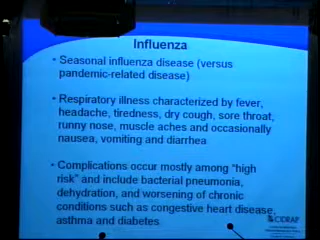 Influenza
• Seasonal influenza disease (versus
pandemic-related disease)
• Respiratory illness characterized by fever,
headache, tiredness, dry cough, sore throat,
runny nose, muscle aches and occasionally
nausea, vomiting and diarrhea
• Complications occur mostly among "high
risk" and include bacterial pneumonia,
dehydration, and worsening of chronic
conditions such as congestive heart disease,
asthma and diabetes
CIDRAP